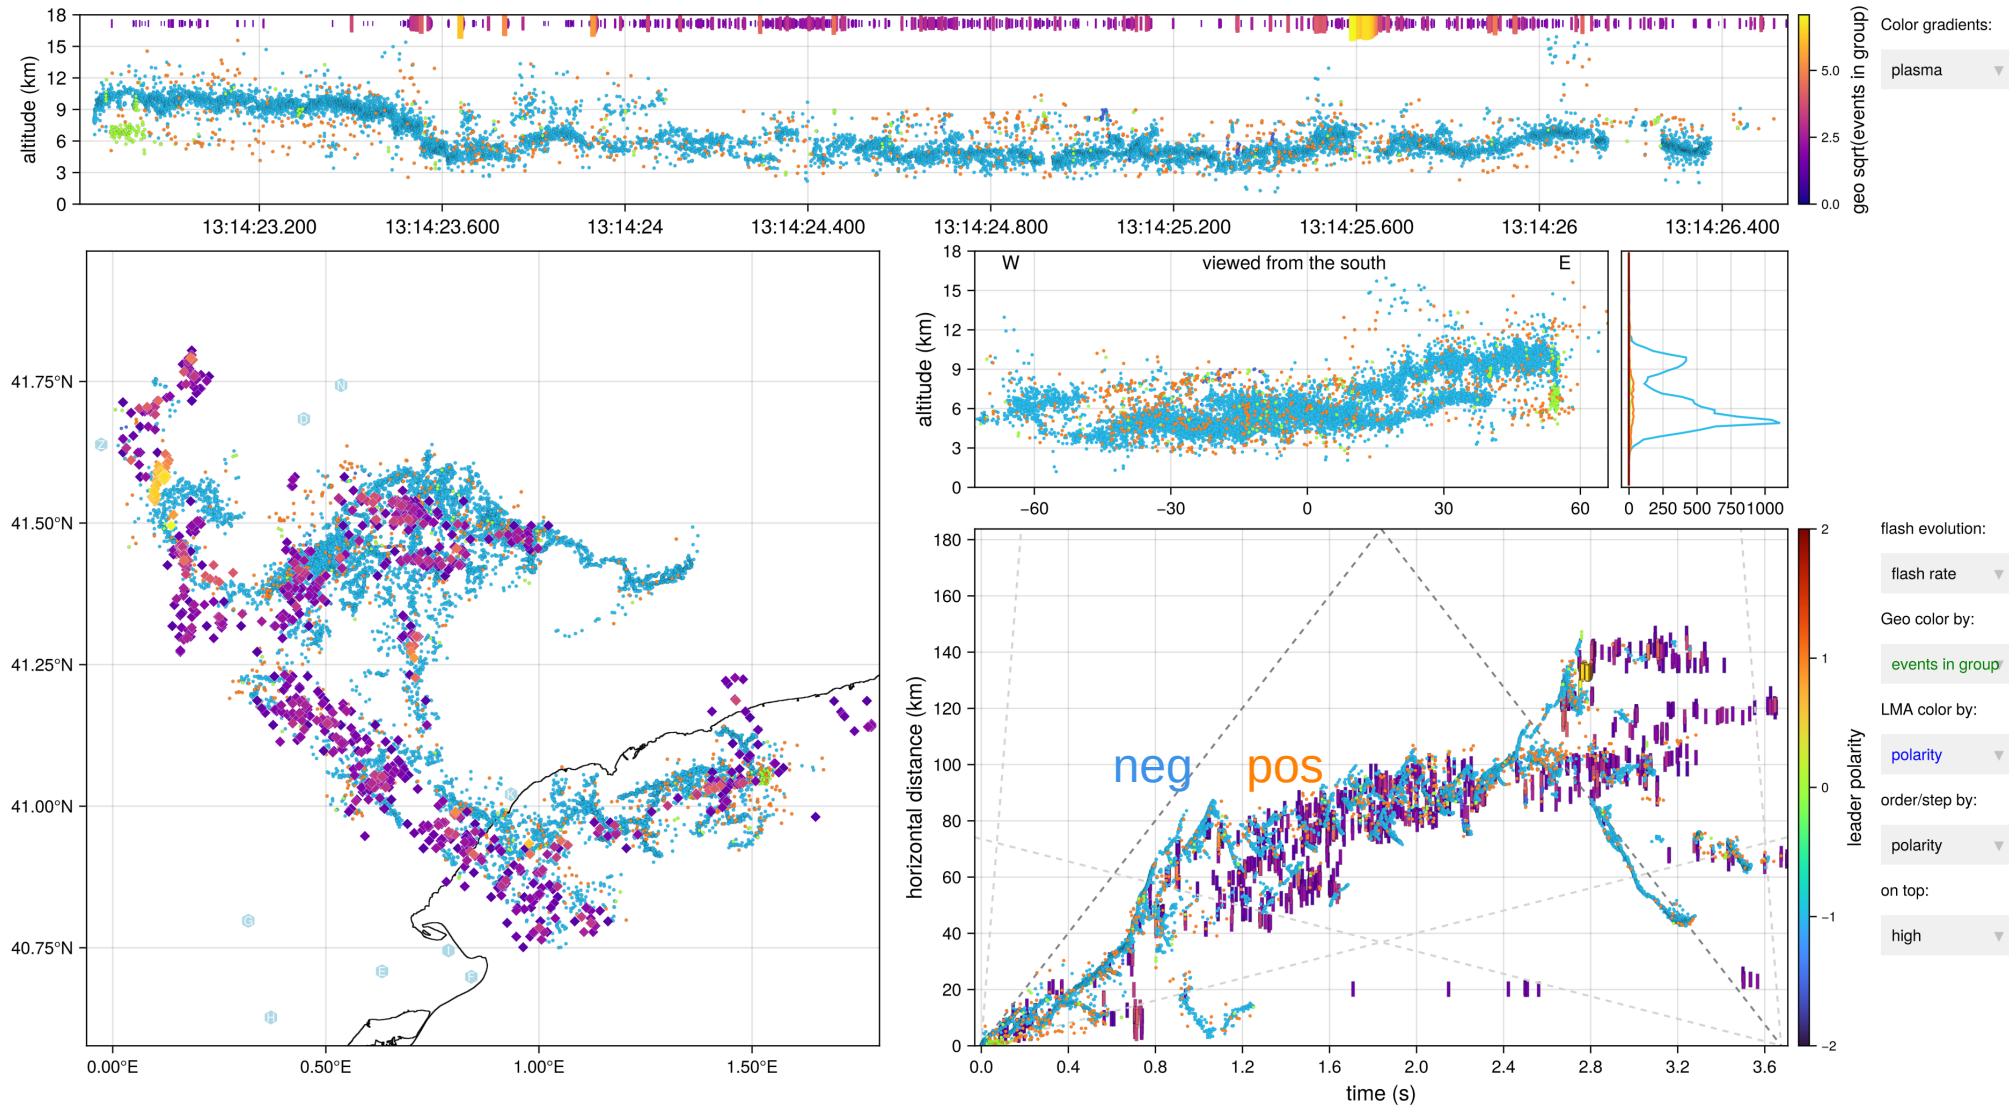 18
15
12
9
6
3
0
altitude (km)
13:14:23.200
13:14:23.600
13:14:24
13:14:24.400
13:14:24.800
13:14:25.200
13:14:25.600
13:14:26
13:14:26.400
5.0
2.5
0.0
geo sqrt(events in group)
Color gradients:
plasma
41.75°N
41.50°N
41.25°N
41.00°N
40.75°N
0.00°E
0.50°E
1.00°E
1.50°E
N
D
Z
G
E
T
F
H
W
viewed from the south
E
18
15
12
9
6
3
0
altitude (km)
−60
−30
0
30
60
0
250
500
750
1000
180
160
140
120
100
80
60
40
20
0
horizontal distance (km)
neg
pos
0.0
0.4
0.8
1.2
1.6
2.0
2.4
2.8
3.2
3.6
time (s)
2
1
0
−1
−2
leader polarity
flash evolution:
flash rate
Geo color by:
events in group
LMA color by:
polarity
order/step by:
polarity
on top:
high